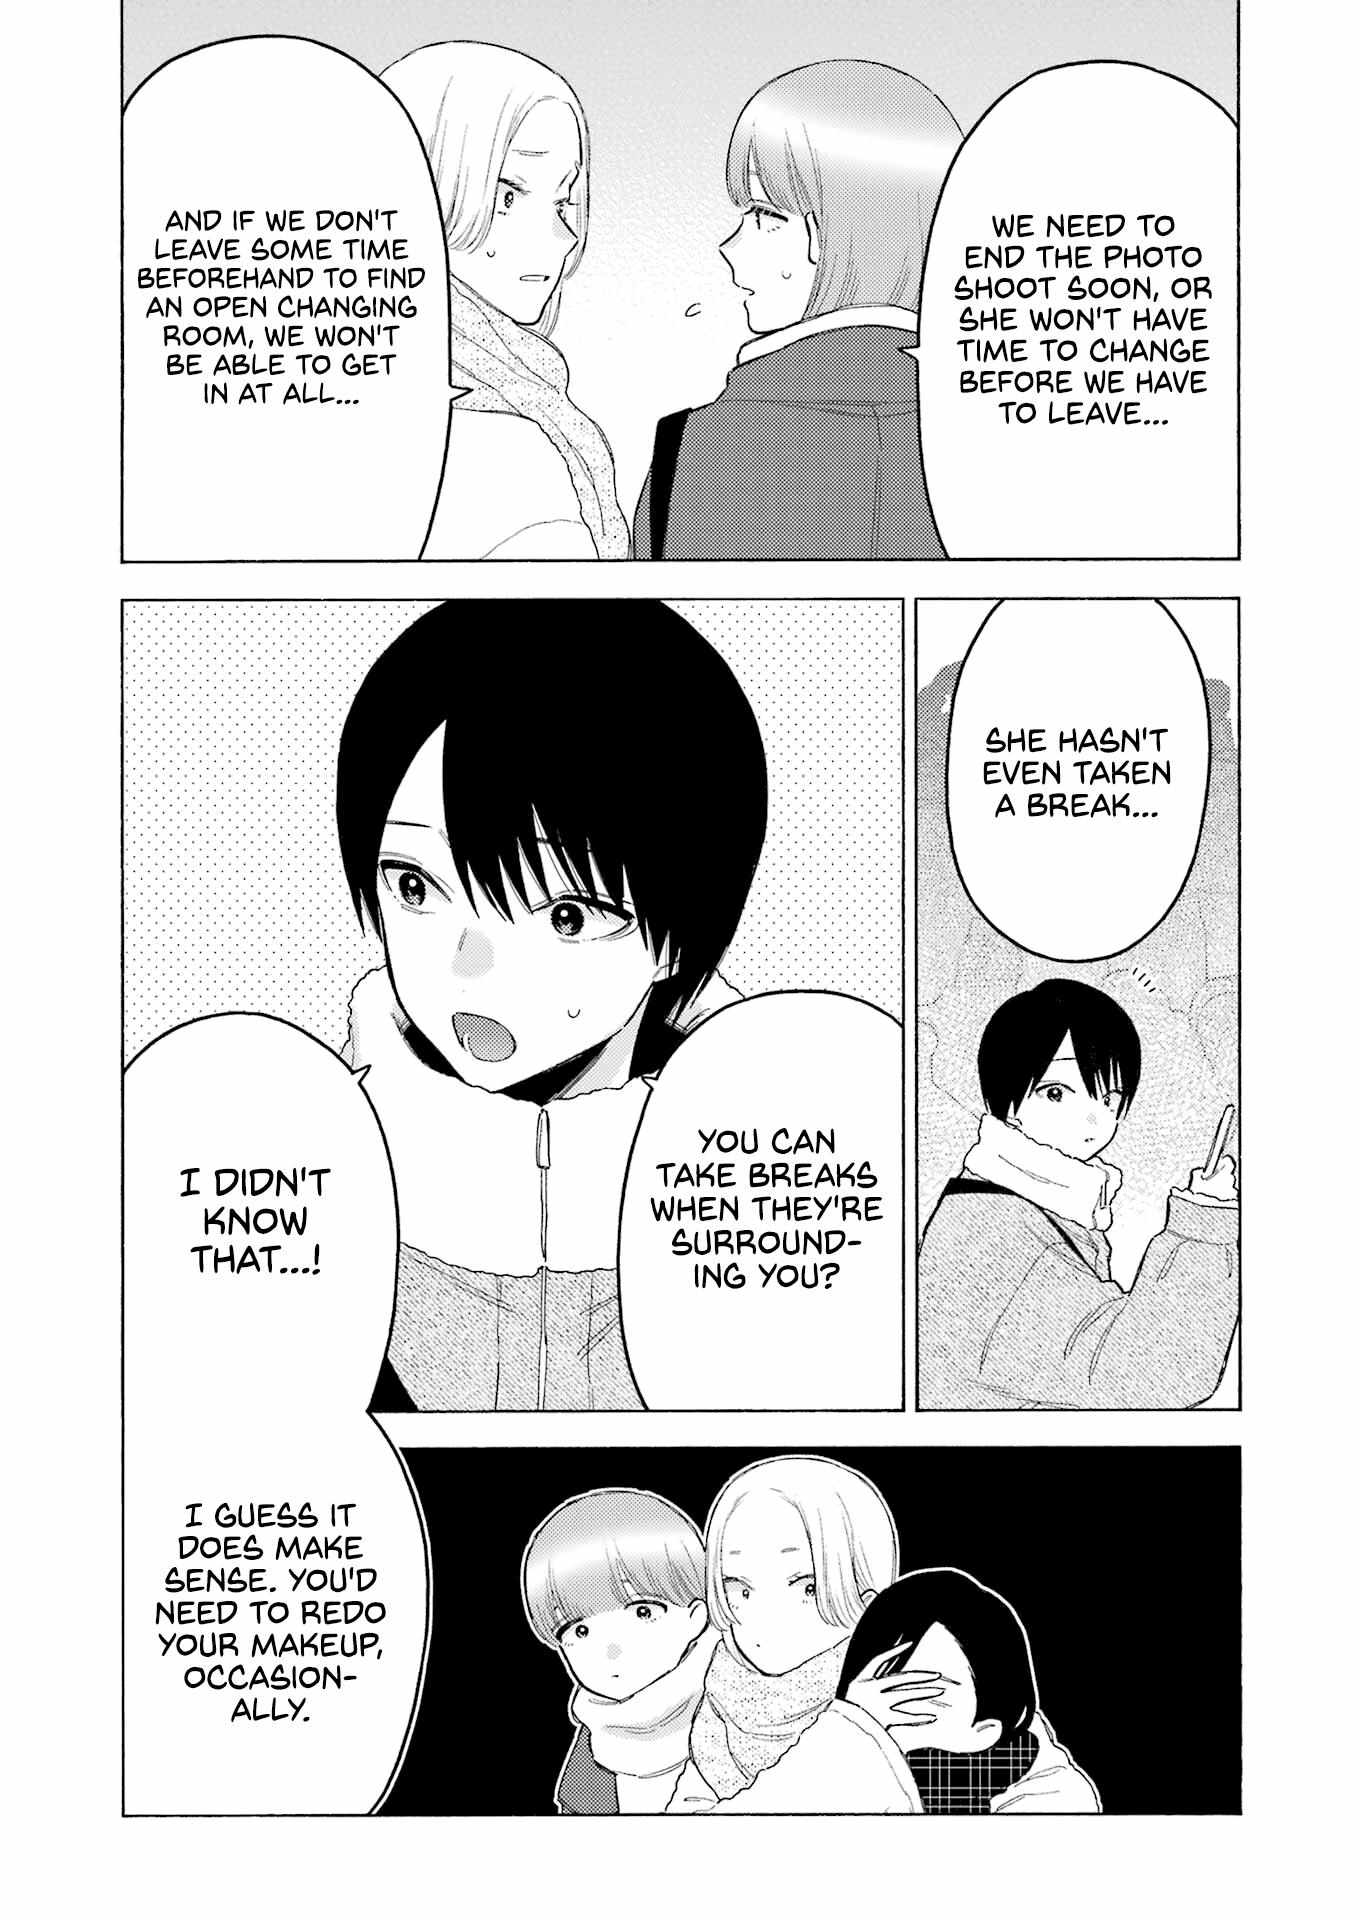 WE NEED TO
END THE PHOTO
SHOOT SOON, OR
SHE WON'T HAVE
TIME TO CHANGE
BEFORE WE HAVE
TO LEAVE...
AND IF WE DON'T
LEAVE SOME TIME
BEFOREHAND TO FIND
AN OPEN CHANGING
ROOM, WE WON'T
BE ABLE TO GET
IN AT ALL...
SHE HASN'T
EVEN TAKEN
A BREAK...
YOU CAN
TAKE BREAKS
WHEN THEY'RE
SURROUND-
ING YOU?
I DIDN'T
KNOW
THAT...!
I GUESS IT
DOES MAKE
SENSE. YOU'D
NEED TO REDO
YOUR MAKEUP,
OCCASION-
ALLY.